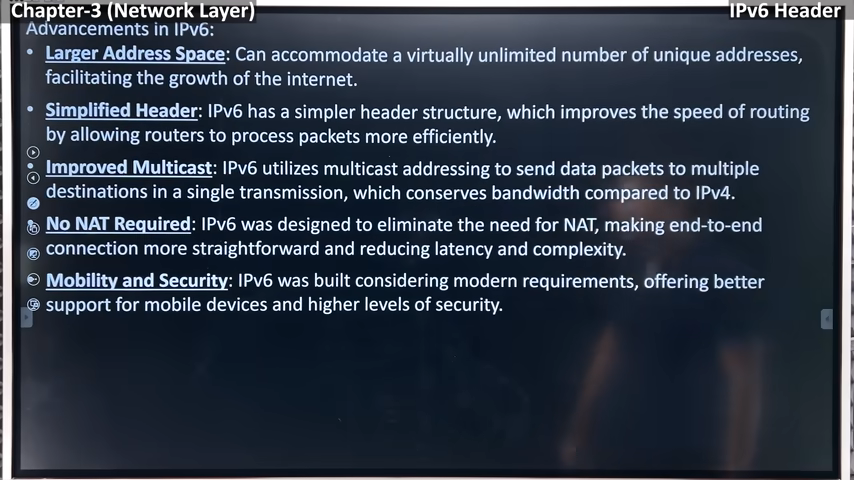 Chapter-3 (Network Layer)
IPv6 Header
Advancements in IPv6:
• Larger Address Space: Can accommodate a virtually unlimited number of unique addresses,
facilitating the growth of the internet.
• Simplified Header: IPv6 has a simpler header structure, which improves the speed of routing
by allowing routers to process packets more efficiently.
• Improved Multicast: IPv6 utilizes multicast addressing to send data packets to multiple
destinations in a single transmission, which conserves bandwidth compared to IPv4.
• No NAT Required: IPv6 was designed to eliminate the need for NAT, making end-to-end
connection more straightforward and reducing latency and complexity.
• Mobility and Security: IPv6 was built considering modern requirements, offering better
support for mobile devices and higher levels of security.